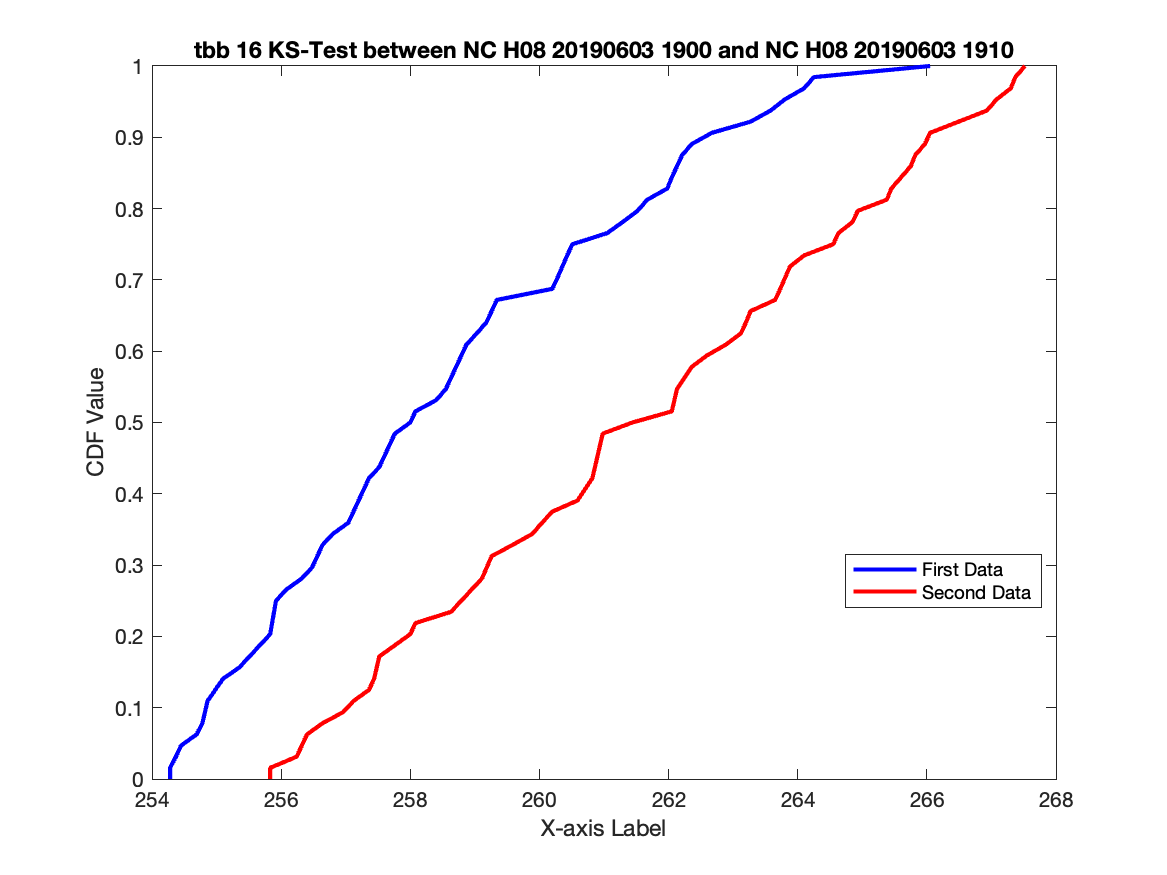 tbb 16 KS-Test between NC H08 20190603 1900 and NC H08 20190603 1910
1
0.9
0.8
0.7
0.6
0.5
0.4
0.3
0.2
0.1
0
CDF Value
First Data
Second Data
254 256 258 260 262 264 266 268
X-axis Label